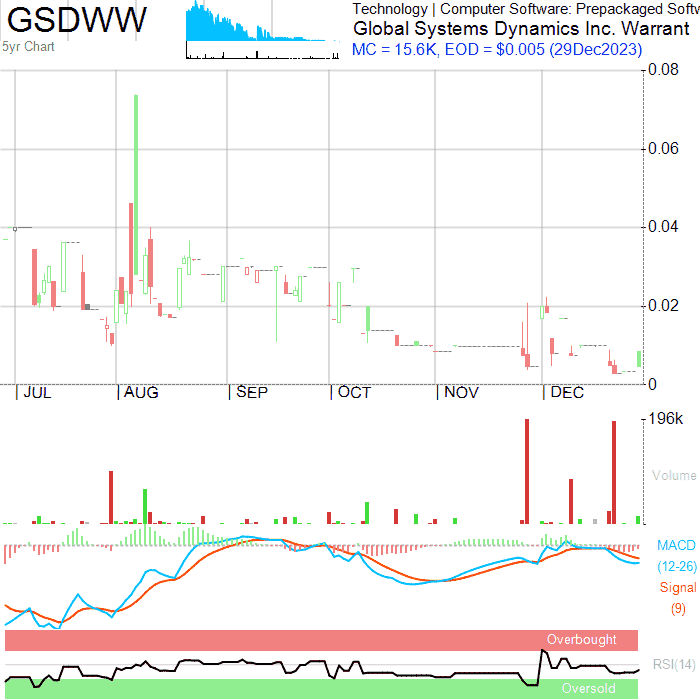 GSDWW
5yr Chart
Technology | Computer Software: Prepackaged Softw
Global Systems Dynamics Inc. Warrant
MC = 15.6K, EOD = $0.005 (29Dec2023)
0.08
0.06
0.04
0.02
0
JUL AUG SEP OCT NOV DEC
196k
Volume
MACD
(12-26)
Signal
(9)
Overbought
RSI(14)
Oversold